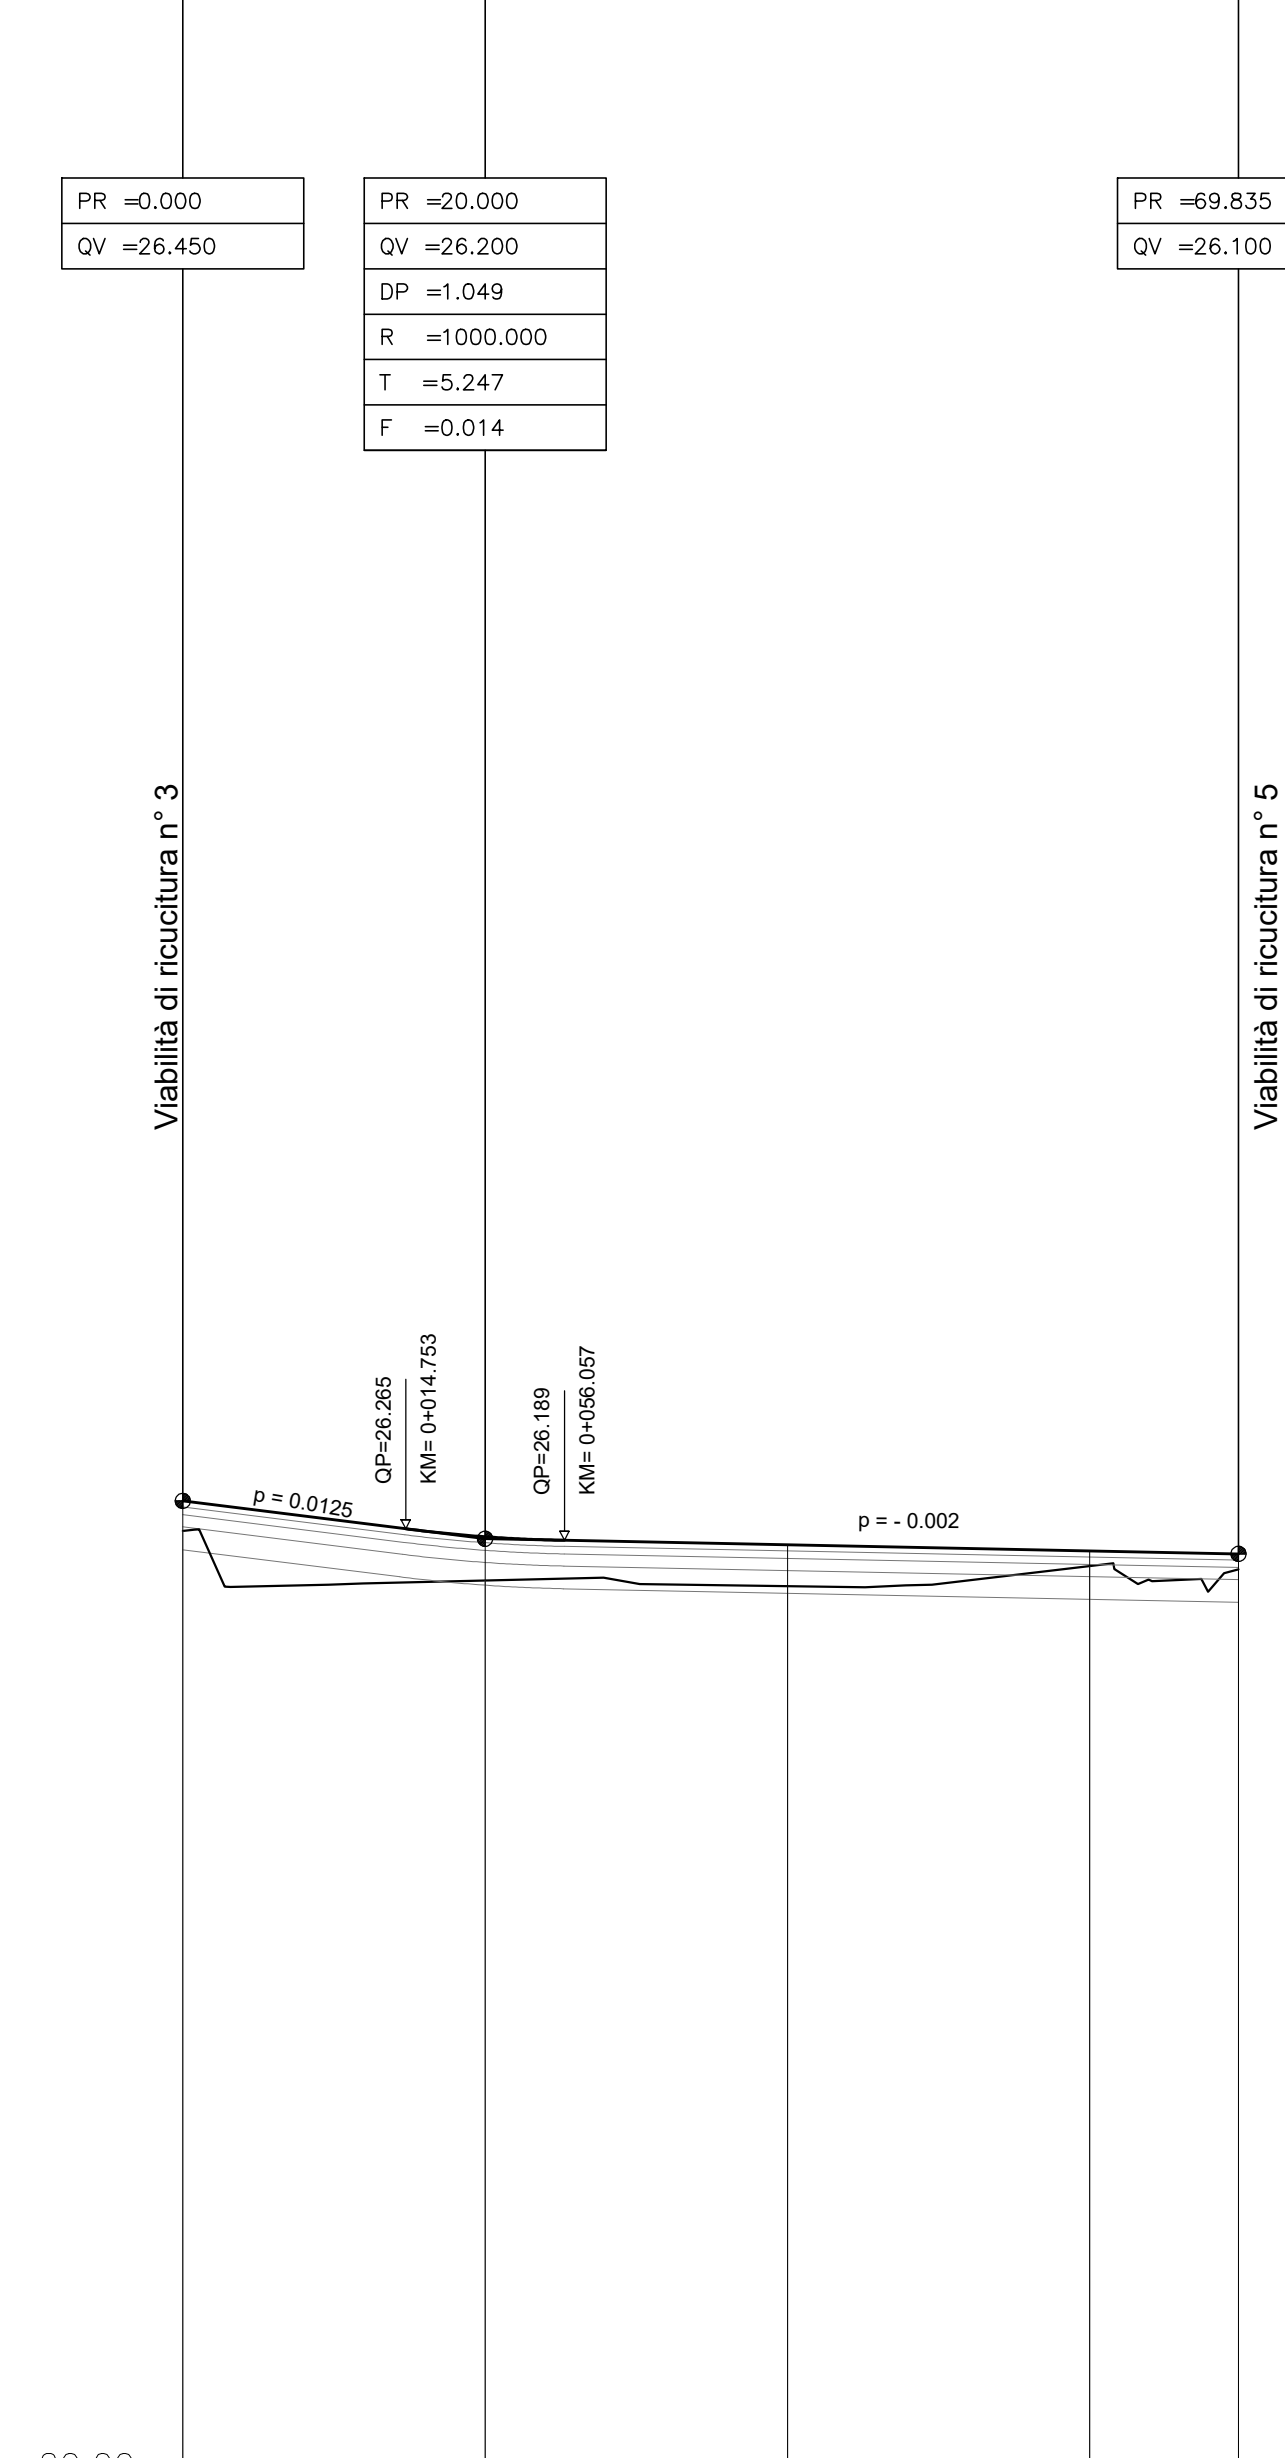 PR =0.000
QV =26.450
PR =20.000
QV =26.200
DP =1.049
R =1000.000
T =5.247
F =0.014
PR =69.835
QV =26.100
Viabilità di ricucitura n° 3
Viabilità di ricucitura n° 5
QP=26.265
KM= 0+014.753
QP=26.189
KM= 0+056.057
p = 0.0125
p = - 0.002